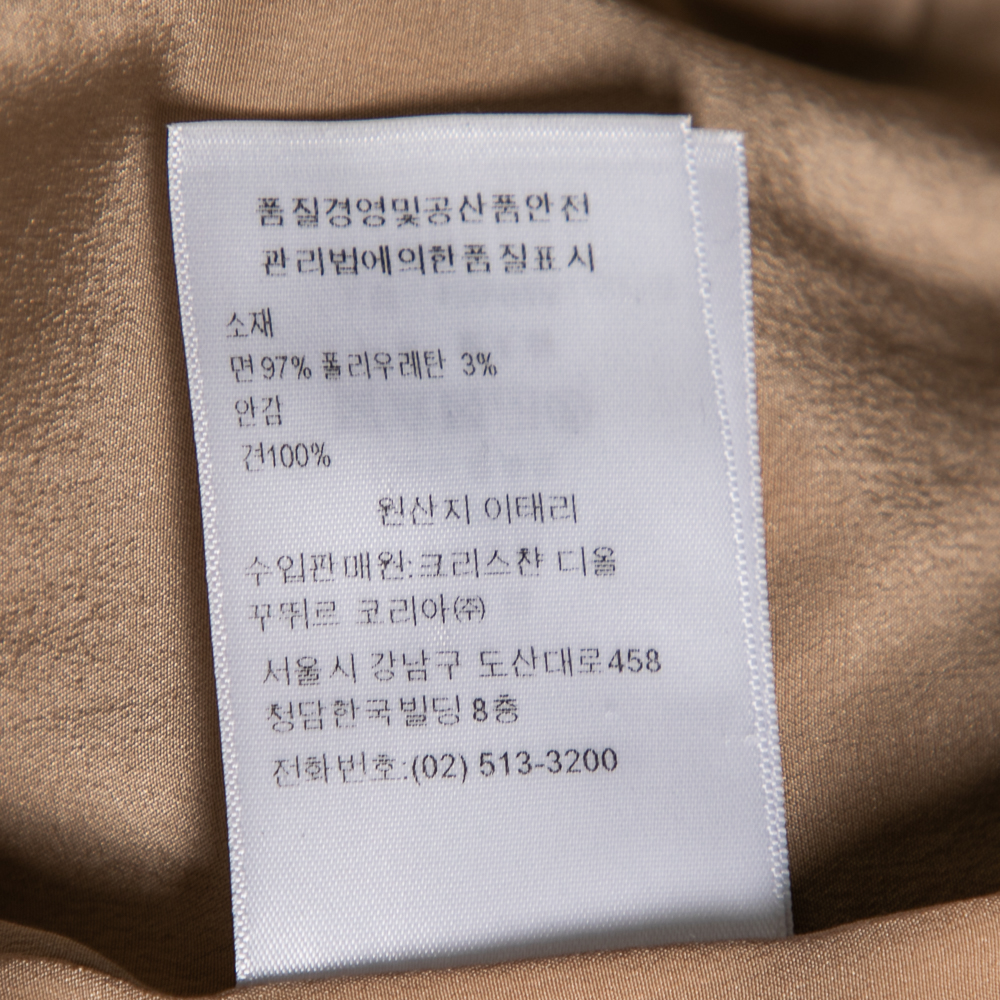 품질경영및공산품안전
관리법에의한품질표시
소재
면97% 폴리우레탄 3%
안감
견100%
원산지 이태리
수입판매원:크리스챤 디올
꾸뛰르 코리아㈜
서울시 강남구 도산대로458
청담한국빌딩 8층
전화번호:(02) 513-3200